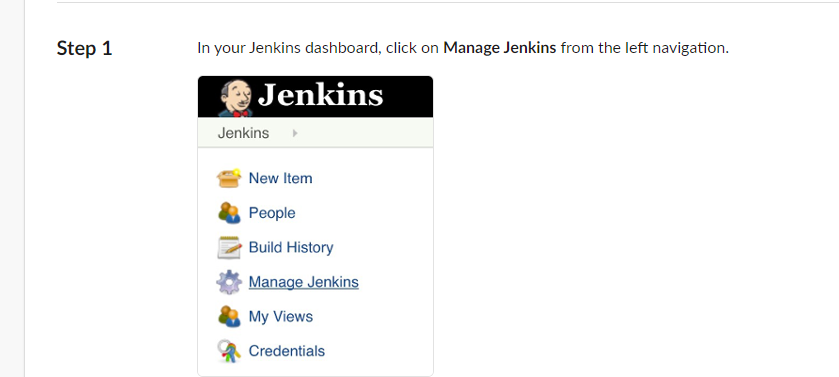 Step 1
In your Jenkins dashboard, click on Manage Jenkins from the left navigation.
Jenkins
Jenkins
New Item
People
Build History
Manage Jenkins
My Views
Credentials